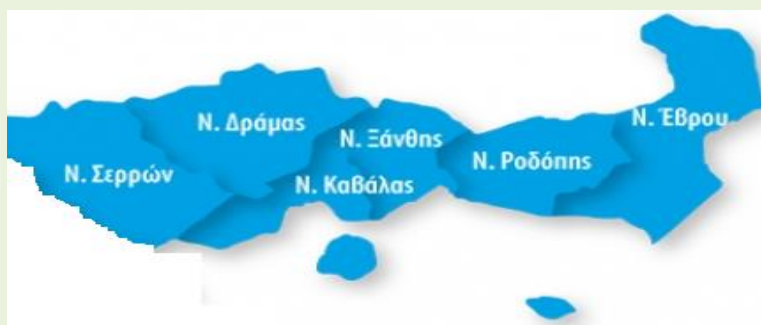 Ν. Δράμας
Ν. Ξάνθης
Ν. Έβρου
Ν. Σερρών
Ν. Καβάλας
Ν. Ροδόπης